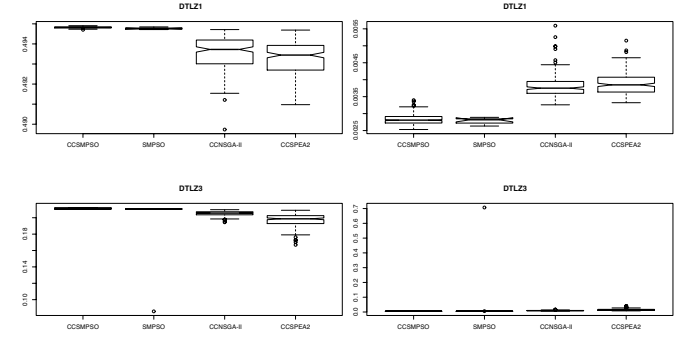 DTLZ1
0.490 0.492 0.494
CCSMPSO SMPSO CCNSGA-II CCSPEA2
DTLZ1
0.0025 0.0035 0.0045 0.0055
CCSMPSO SMPSO CCNSGA-II CCSPEA2
DTLZ3
0.10 0.14 0.18
CCSMPSO SMPSO CCNSGA-II CCSPEA2
DTLZ3
0.0 0.1 0.2 0.3 0.4 0.5 0.6 0.7
CCSMPSO SMPSO CCNSGA-II CCSPEA2